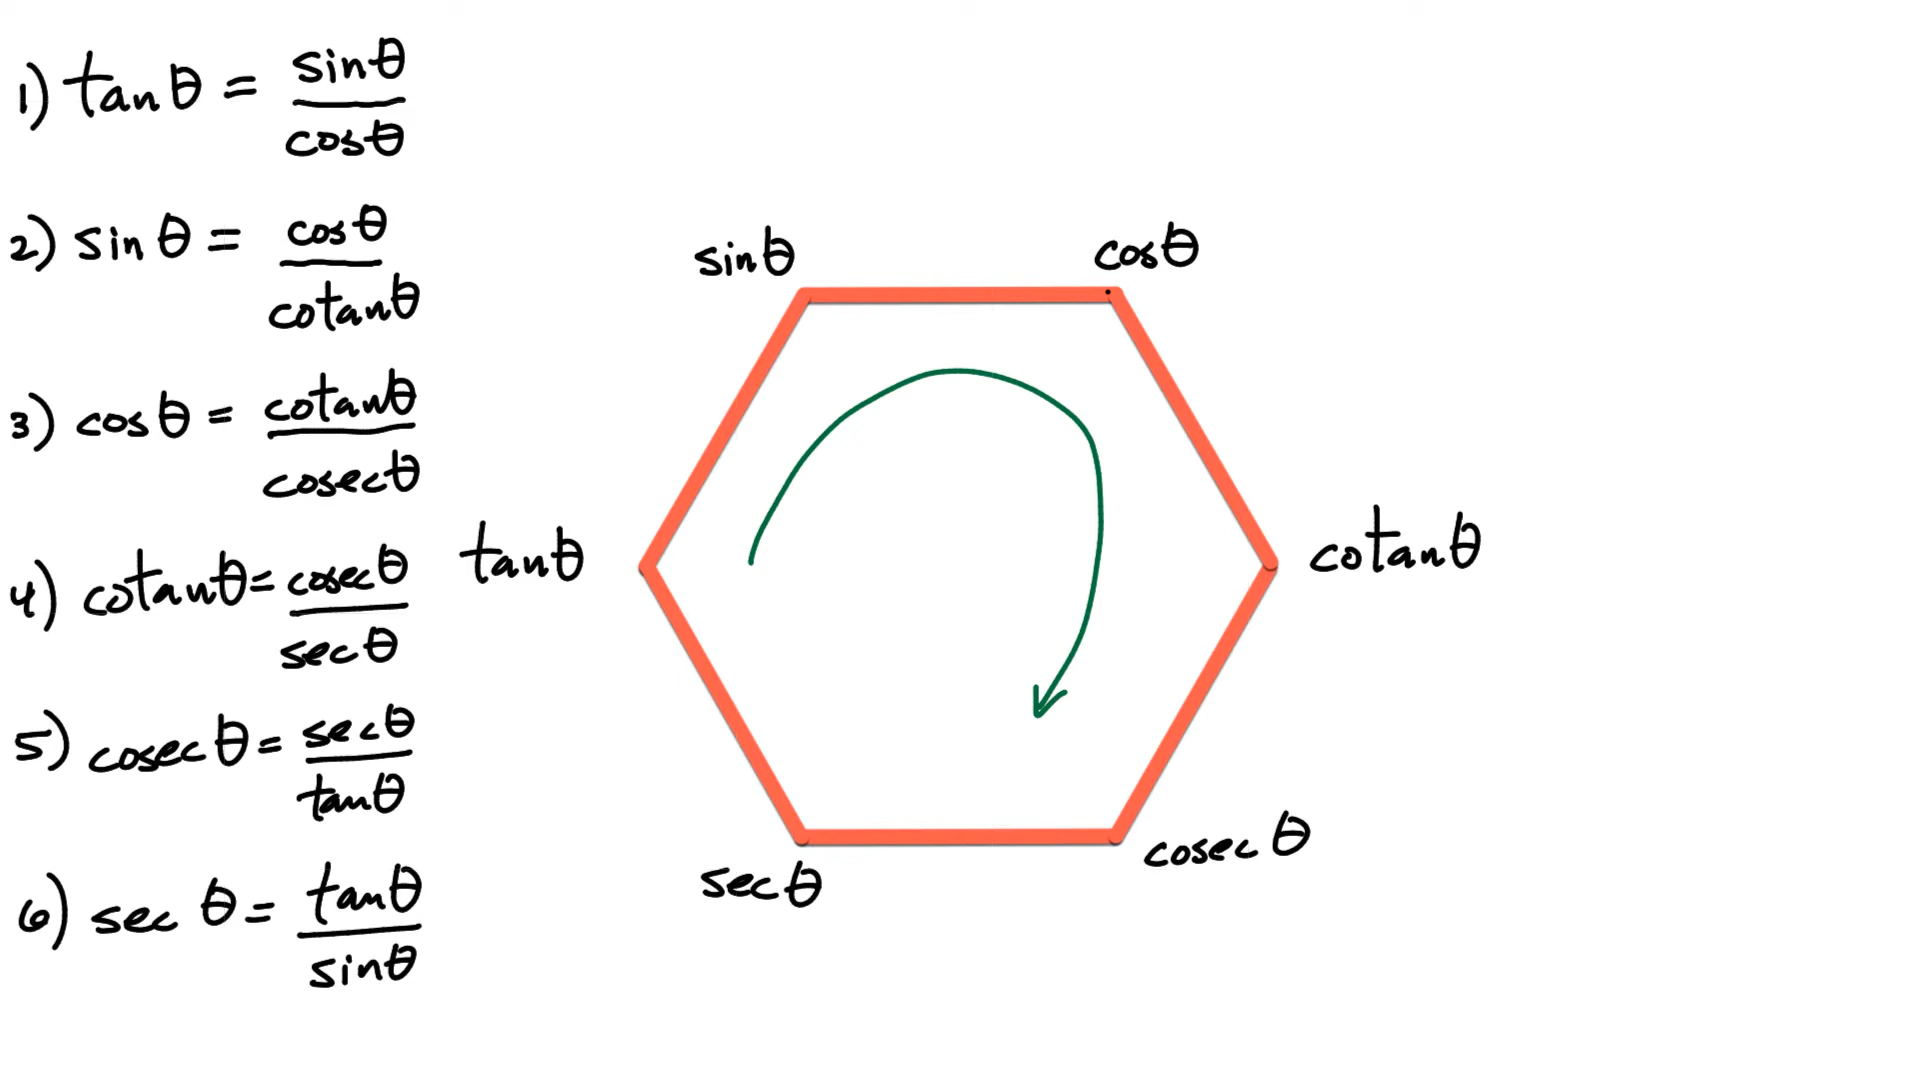 1) tanθ = sinθ/cosθ
2) sinθ = cosθ/cotanθ
3) cosθ = cotanθ/cosecθ
4) cotanθ = cosecθ/secθ
5) cosecθ = secθ/tanθ
6) sec θ = tanθ/sinθ
sinθ
cosθ
tanθ
cotanθ
secθ
cosec θ